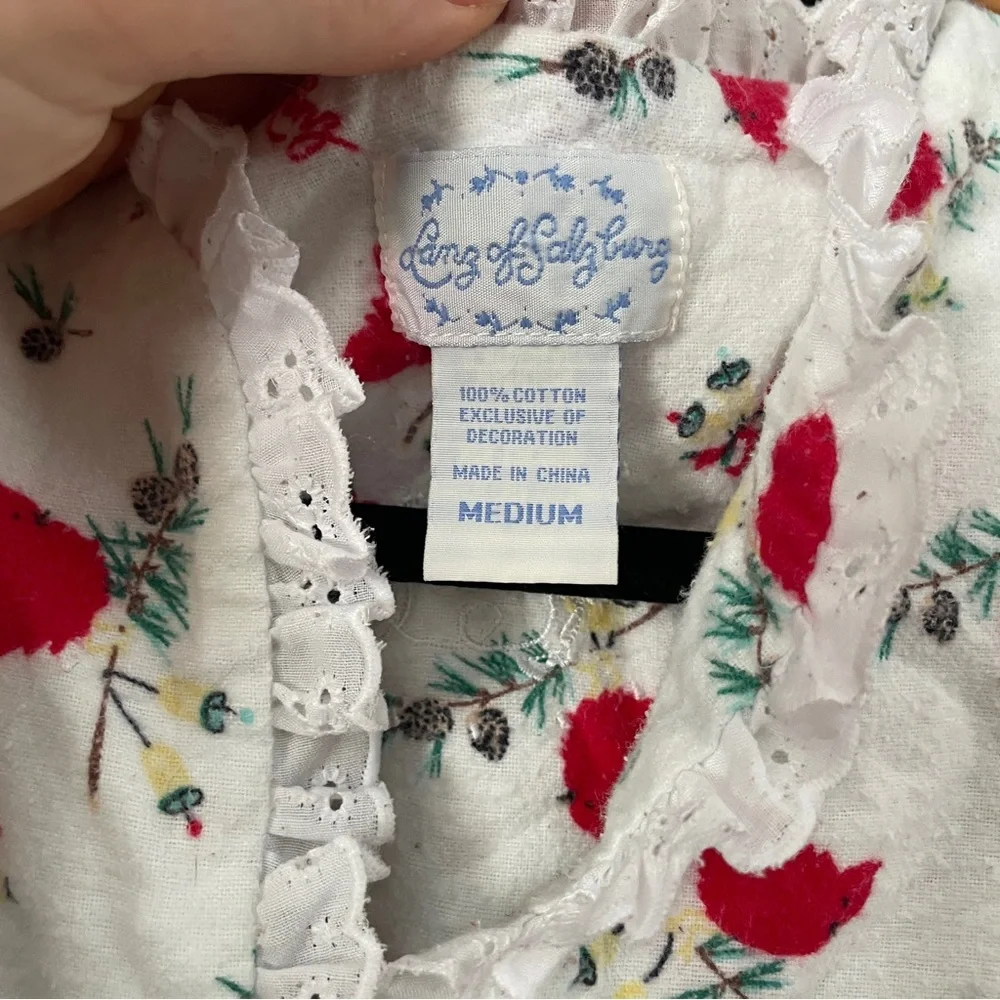 Lanz of Salzburg
100% COTTON
EXCLUSIVE OF
DECORATION
MADE IN CHINA
MEDIUM